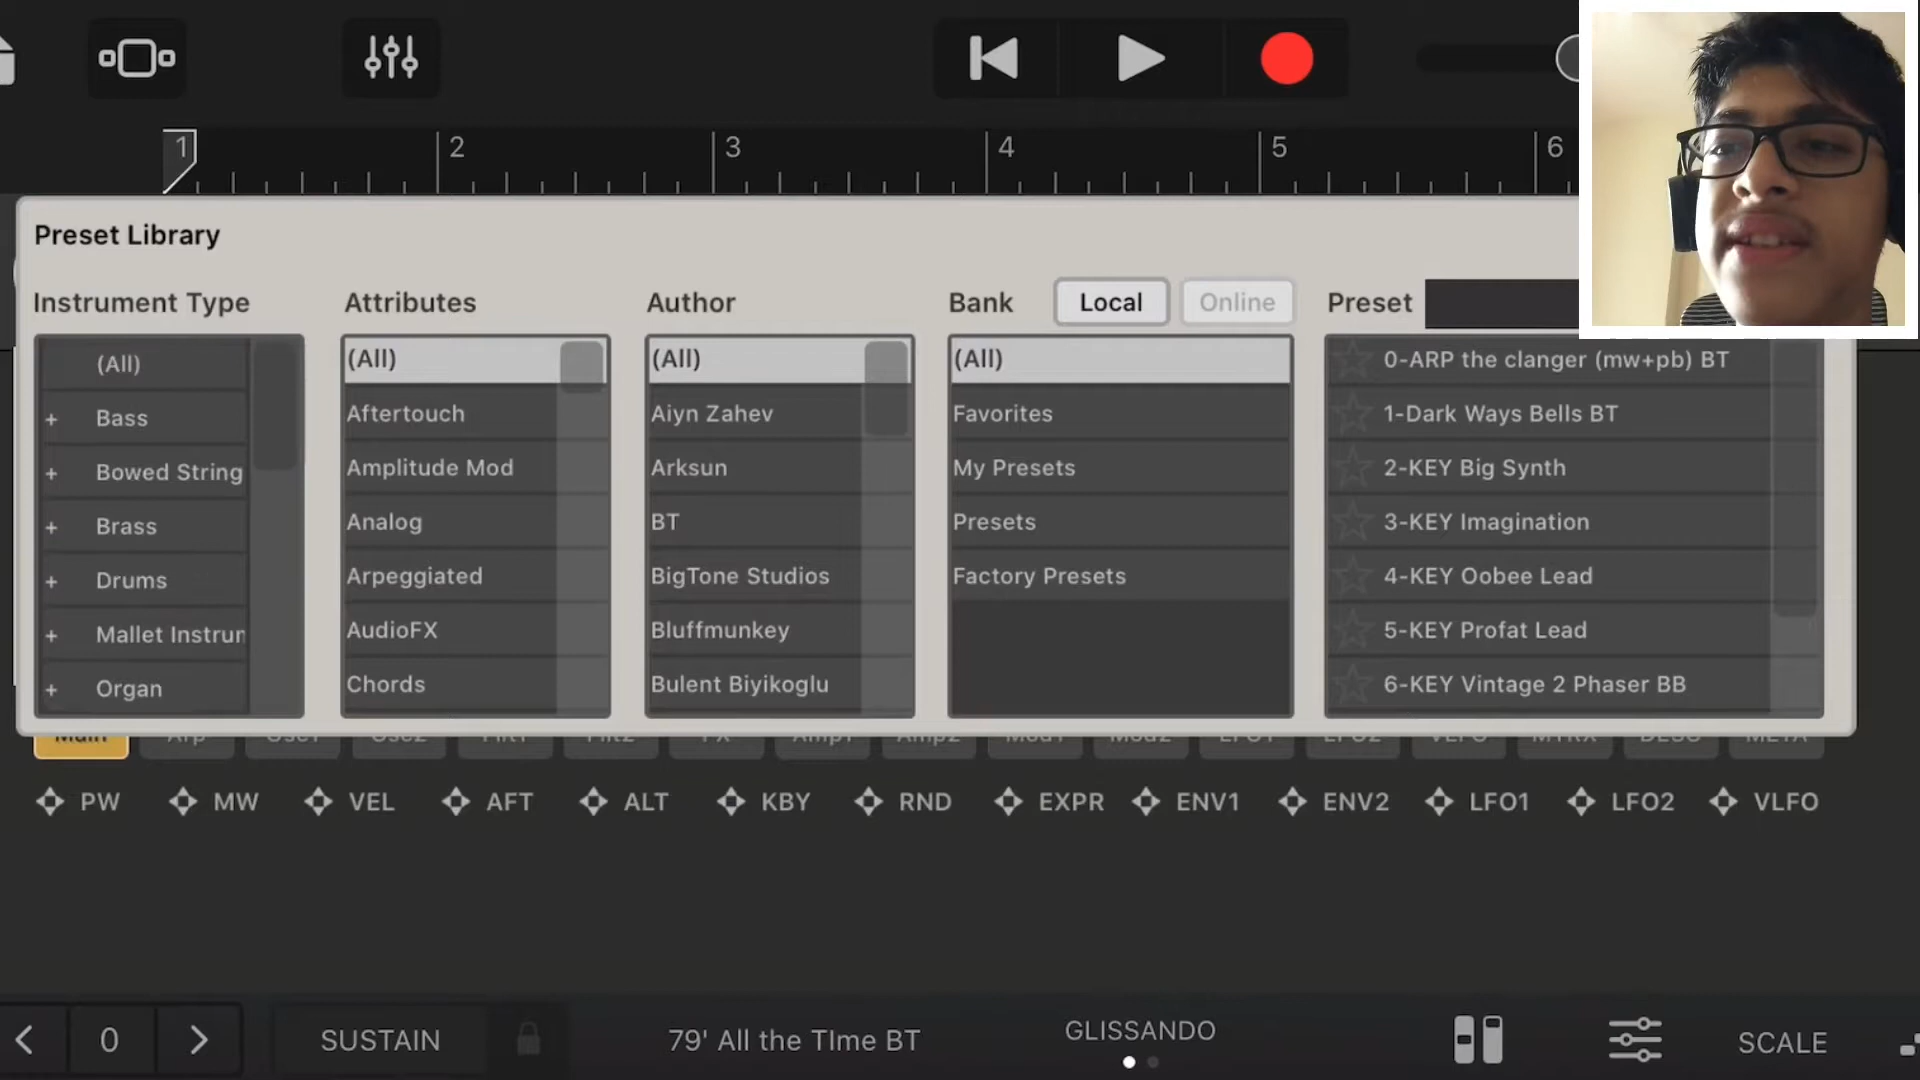 1 2 3 4 5 6
Preset Library
Instrument Type Attributes Author Bank Local Online Preset
(All) (All) (All) (All) 0-ARP the clanger (mw+pb) BT
+ Bass Aftertouch Aiyn Zahev Favorites 1-Dark Ways Bells BT
+ Bowed String Amplitude Mod Arksun My Presets 2-KEY Big Synth
+ Brass Analog BT Presets 3-KEY Imagination
+ Drums Arpeggiated BigTone Studios Factory Presets 4-KEY Oobee Lead
+ Mallet Instrur AudioFX Bluffmunkey 5-KEY Profat Lead
+ Organ Chords Bulent Biyikoglu 6-KEY Vintage 2 Phaser BB
Main Arp
PW MW VEL AFT ALT KBY RND EXPR ENV1 ENV2 LFO1 LFO2 VLFO
0 SUSTAIN 79' All the TIme BT GLISSANDO SCALE